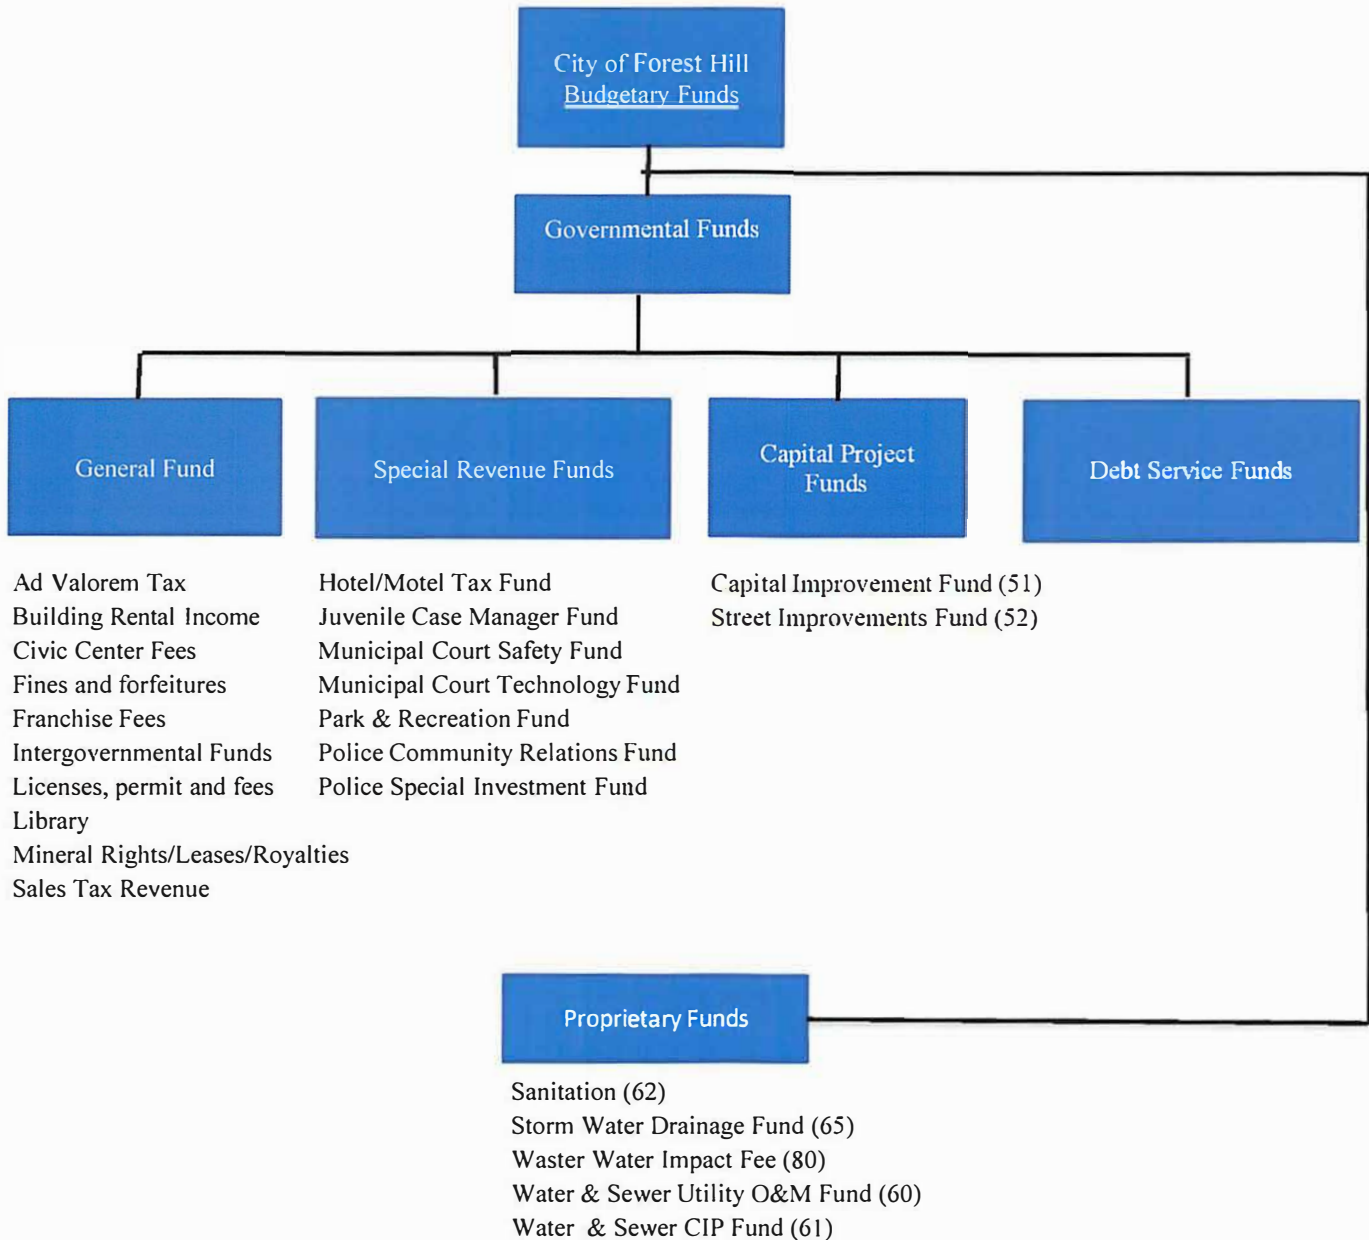 City of Forest Hill
Budgetary Funds
Governmental Funds
General Fund
Special Revenue Funds
Capital Project
Funds
Debt Service Funds
Ad Valorem Tax
Building Rental Income
Civic Center Fees
Fines and forfeitures
Franchise Fees
Intergovernmental Funds
Licenses, permit and fees
Library
Mineral Rights/Leases/Royalties
Sales Tax Revenue
Hotel/Motel Tax Fund
Juvenile Case Manager Fund
Municipal Court Safety Fund
Municipal Court Technology Fund
Park & Recreation Fund
Police Community Relations Fund
Police Special Investment Fund
Capital Improvement Fund (51)
Street Improvements Fund (52)
Proprietary Funds
Sanitation (62)
Storm Water Drainage Fund (65)
Waster Water Impact Fee (80)
Water & Sewer Utility O&M Fund (60)
Water & Sewer CIP Fund (61)